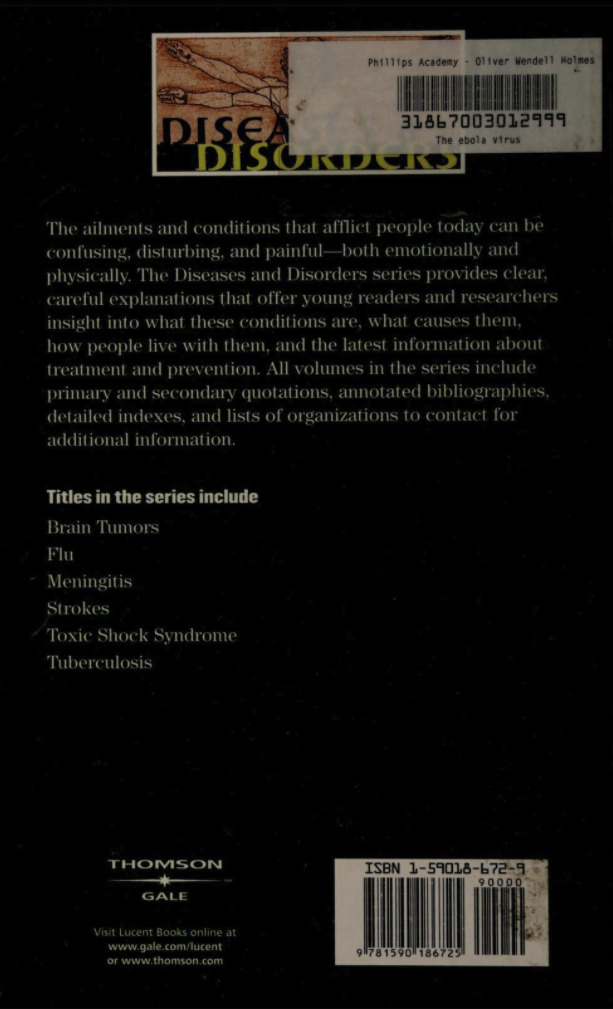 Phillips Academy - Oliver Wendell Holmes
31867003012999
The ebola virus
DISEA
DISORDERS
The ailments and conditions that afflict people today can be
confusing, disturbing, and painful—both emotionally and
physically. The Diseases and Disorders series provides clear,
careful explanations that offer young readers and researchers
insight into what these conditions are, what causes them,
how people live with them, and the latest information about
treatment and prevention. All volumes in the series include
primary and secondary quotations, annotated bibliographies,
detailed indexes, and lists of organizations to contact for
additional information.
Titles in the series include
Brain Tumors
Flu
Meningitis
Strokes
Toxic Shock Syndrome
Tuberculosis
THOMSON
GALE
Visit Lucent Books online at
www.gale.com/lucent
or www.thomson.com
ISBN 1-59018-672-9
90000
9 781590 186725